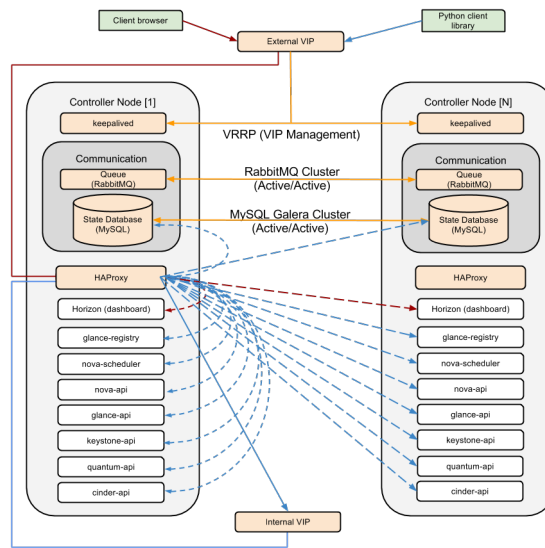 Client browser
Python client
library
External VIP
Controller Node [1]
keepalived
Communication
Queue
(RabbitMQ)
State Database
(MySQL)
HAProxy
Horizon (dashboard)
glance-registry
nova-scheduler
nova-api
glance-api
keystone-api
quantum-api
cinder-api
VRRP (VIP Management)
RabbitMQ Cluster
(Active/Active)
MySQL Galera Cluster
(Active/Active)
Controller Node [N]
keepalived
Communication
Queue
(RabbitMQ)
State Database
(MySQL)
HAProxy
Horizon (dashboard)
glance-registry
nova-scheduler
nova-api
glance-api
keystone-api
quantum-api
cinder-api
Internal VIP